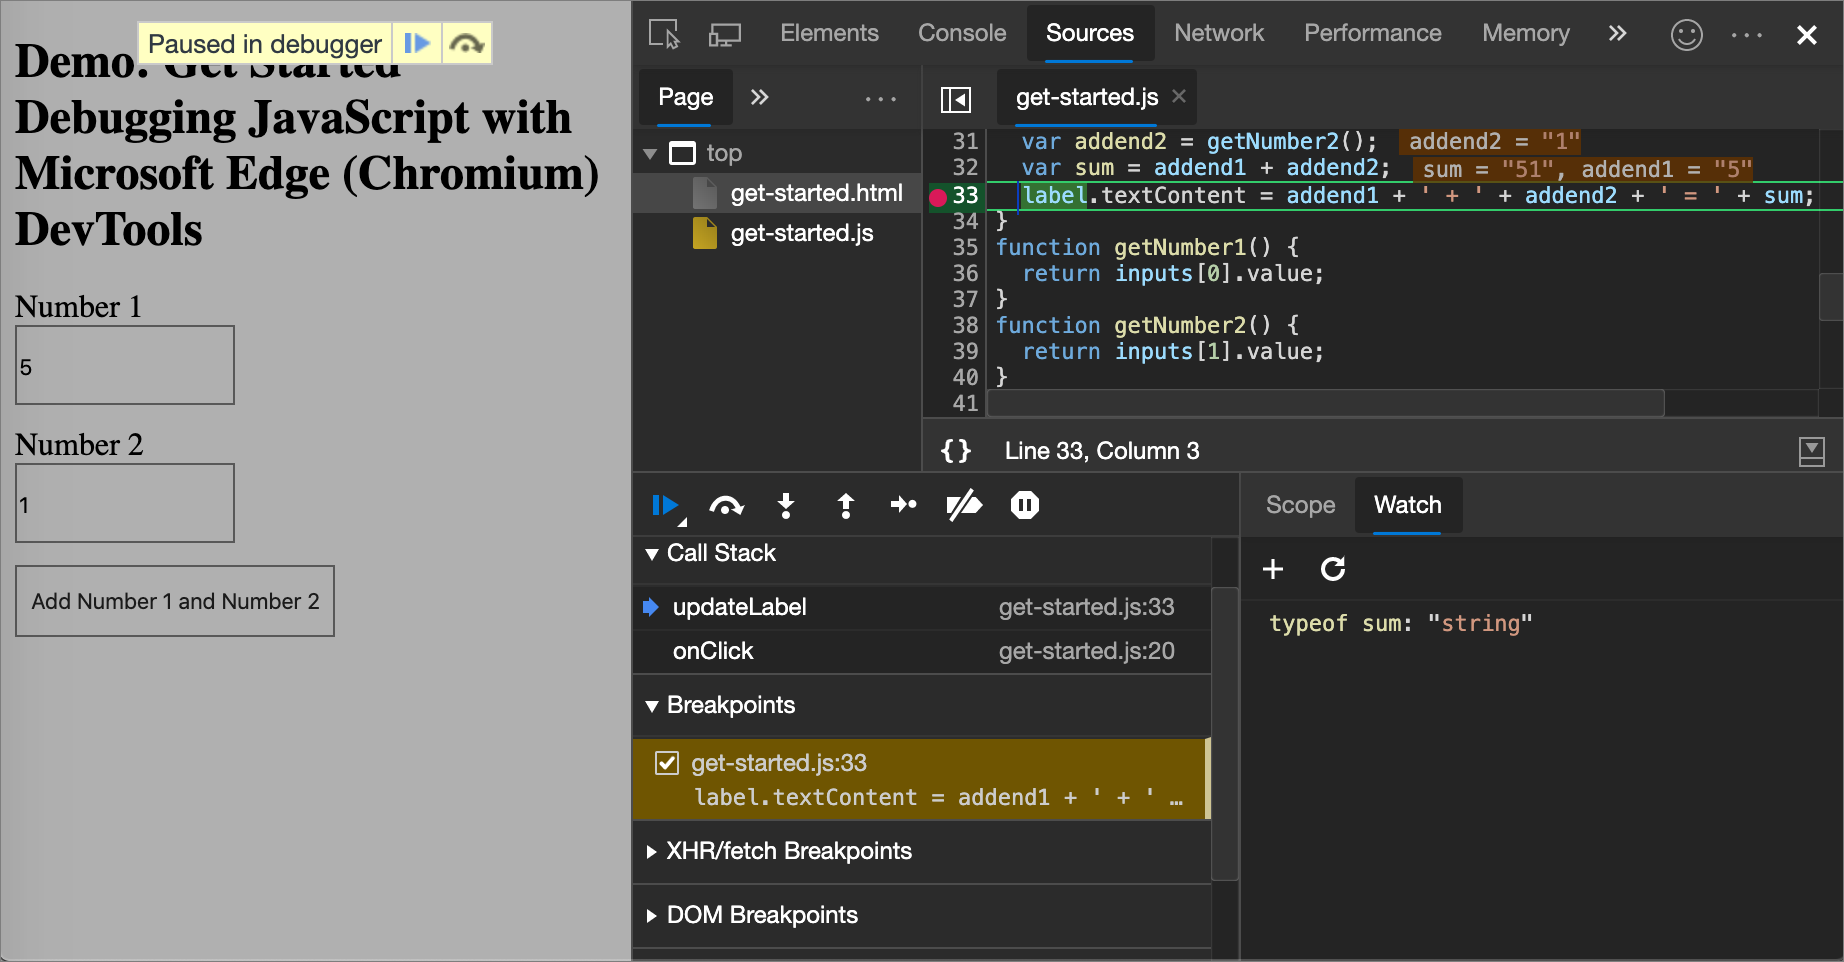 Paused in debugger
Demo: Get Started
Debugging JavaScript with
Microsoft Edge (Chromium)
DevTools
Number 1
5
Number 2
1
Add Number 1 and Number 2
Elements Console Sources Network Performance Memory
Page
get-started.js
top
get-started.html
get-started.js
31 var addend2 = getNumber2(); addend2 = "1"
32 var sum = addend1 + addend2; sum = "51", addend1 = "5"
33 label.textContent = addend1 + ' + ' + addend2 + ' = ' + sum;
34 }
35 function getNumber1() {
36 return inputs[0].value;
37 }
38 function getNumber2() {
39 return inputs[1].value;
40 }
41
{} Line 33, Column 3
Call Stack
updateLabel get-started.js:33
onClick get-started.js:20
Breakpoints
get-started.js:33
label.textContent = addend1 + ' + ' …
XHR/fetch Breakpoints
DOM Breakpoints
Scope Watch
typeof sum: "string"